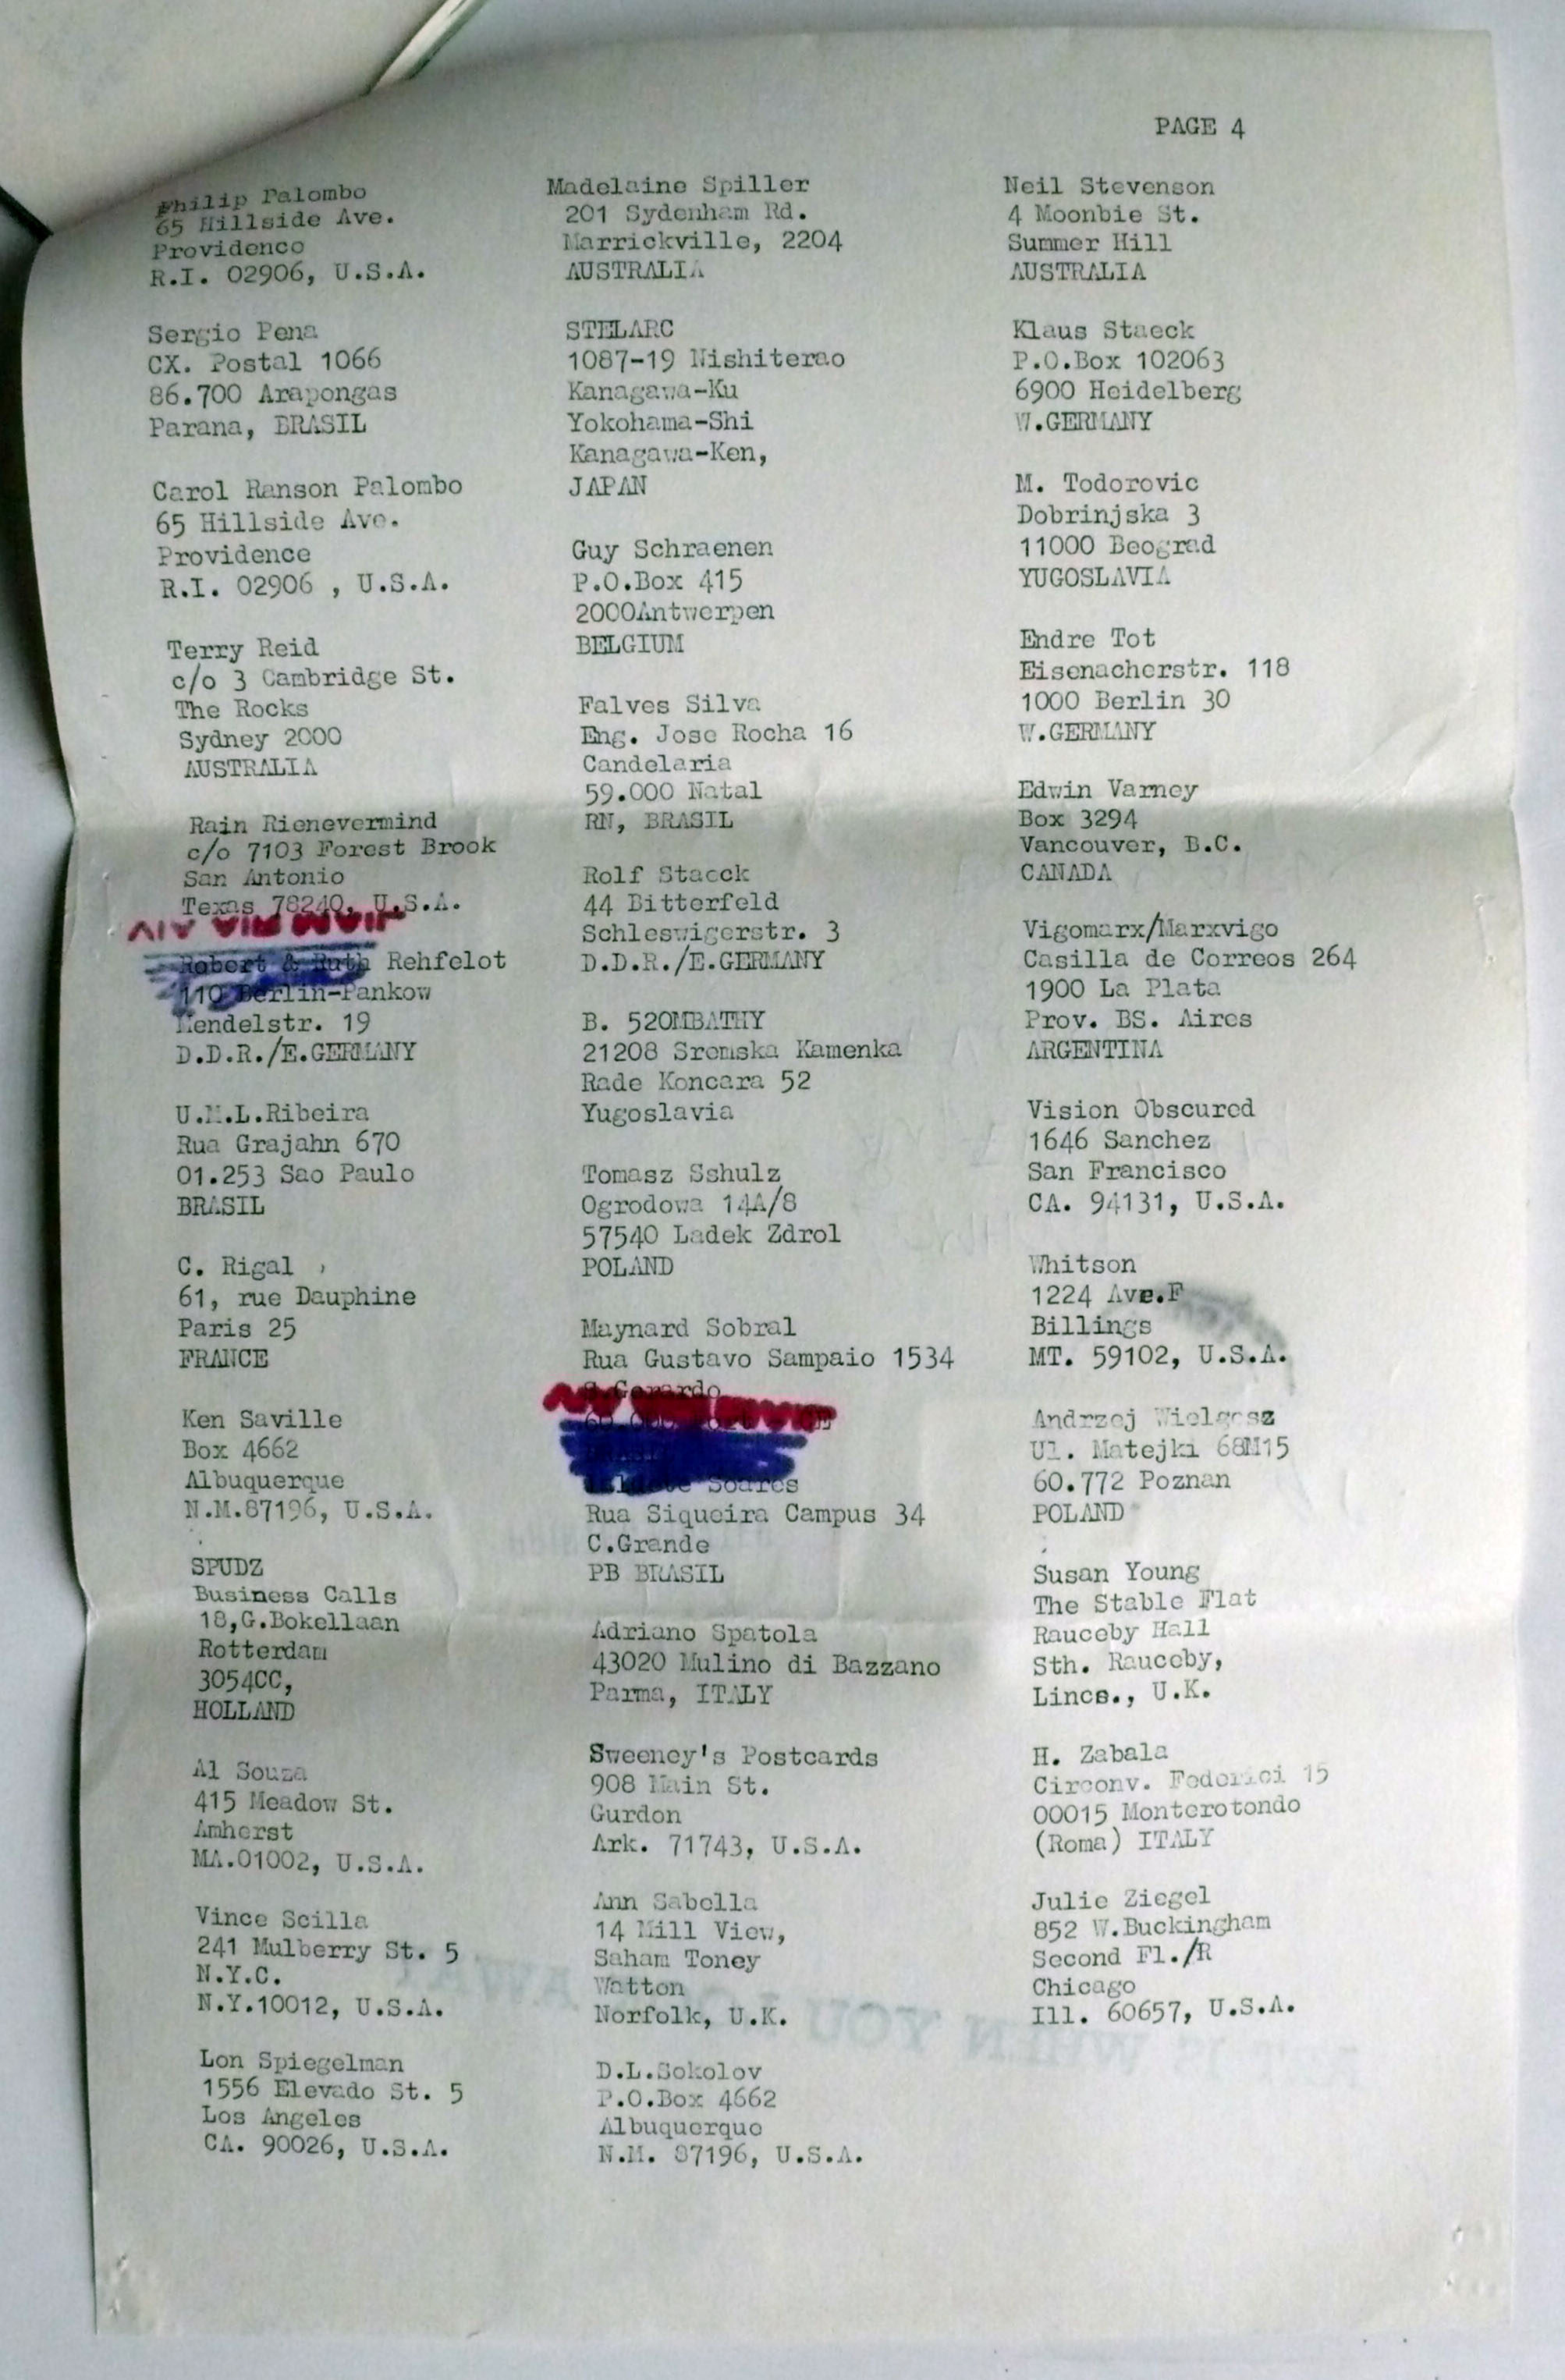 PAGE 4
Philip Palombo
65 Hillside Ave.
Providence
R.I. 02906, U.S.A.

Sergio Pena
CX. Postal 1066
86.700 Arapongas
Parana, BRASIL

Carol Ranson Palombo
65 Hillside Ave.
Providence
R.I. 02906 , U.S.A.

Terry Reid
c/o 3 Cambridge St.
The Rocks
Sydney 2000
AUSTRALIA

Rain Rienevermind
c/o 7103 Forest Brook
San Antonio
Texas 78240, U.S.A.
VIA AIR MAIL
Robert & Ruth Rehfelot
110 Berlin-Pankow
Mendelstr. 19
D.D.R./E.GERMANY

U.M.L.Ribeira
Rua Grajahn 670
01.253 Sao Paulo
BRASIL

C. Rigal
61, rue Dauphine
Paris 25
FRANCE

Ken Saville
Box 4662
Albuquerque
N.M.87196, U.S.A.

SPUDZ
Business Calls
18,G.Bokellaan
Rotterdam
3054CC,
HOLLAND

Al Souza
415 Meadow St.
Amherst
MA.01002, U.S.A.

Vince Scilla
241 Mulberry St. 5
N.Y.C.
N.Y.10012, U.S.A.

Lon Spiegelman
1556 Elevado St. 5
Los Angeles
CA. 90026, U.S.A.

Madelaine Spiller
201 Sydenham Rd.
Marrickville, 2204
AUSTRALIA

STELARC
1087-19 Nishiterao
Kanagawa-Ku
Yokohama-Shi
Kanagawa-Ken,
JAPAN

Guy Schraenen
P.O.Box 415
2000Antwerpen
BELGIUM

Falves Silva
Eng. Jose Rocha 16
Candelaria
59.000 Natal
RN, BRASIL

Rolf Staeck
44 Bitterfeld
Schleswigerstr. 3
D.D.R./E.GERMANY

B. 520MBATHY
21208 Sremska Kamenka
Rade Koncara 52
Yugoslavia

Tomasz Sshulz
Ogrodowa 14A/8
57540 Ladek Zdrol
POLAND

Maynard Sobral
Rua Gustavo Sampaio 1534
S.Gerardo
CE
Soares
Rua Siqueira Campus 34
C.Grande
PB BRASIL

Adriano Spatola
43020 Mulino di Bazzano
Parma, ITALY

Sweeney's Postcards
908 Main St.
Gurdon
Ark. 71743, U.S.A.

Ann Sabella
14 Mill View,
Saham Toney
Watton
Norfolk, U.K.

D.L.Sokolov
P.O.Box 4662
Albuquerque
N.M. 87196, U.S.A.

Neil Stevenson
4 Moonbie St.
Summer Hill
AUSTRALIA

Klaus Staeck
P.O.Box 102063
6900 Heidelberg
W.GERMANY

M. Todorovic
Dobrinjska 3
11000 Beograd
YUGOSLAVIA

Endre Tot
Eisenacherstr. 118
1000 Berlin 30
W.GERMANY

Edwin Varney
Box 3294
Vancouver, B.C.
CANADA

Vigomarx/Marxvigo
Casilla de Correos 264
1900 La Plata
Prov. BS. Aires
ARGENTINA

Vision Obscured
1646 Sanchez
San Francisco
CA. 94131, U.S.A.

Whitson
1224 Ave.F
Billings
MT. 59102, U.S.A.

Andrzej Wielgosz
Ul. Matejki 68M15
60.772 Poznan
POLAND

Susan Young
The Stable Flat
Rauceby Hall
Sth. Rauceby,
Lincs., U.K.

H. Zabala
Circonv. Federici 15
00015 Monterotondo
(Roma) ITALY

Julie Ziegel
852 W.Buckingham
Second Fl./R
Chicago
Ill. 60657, U.S.A.